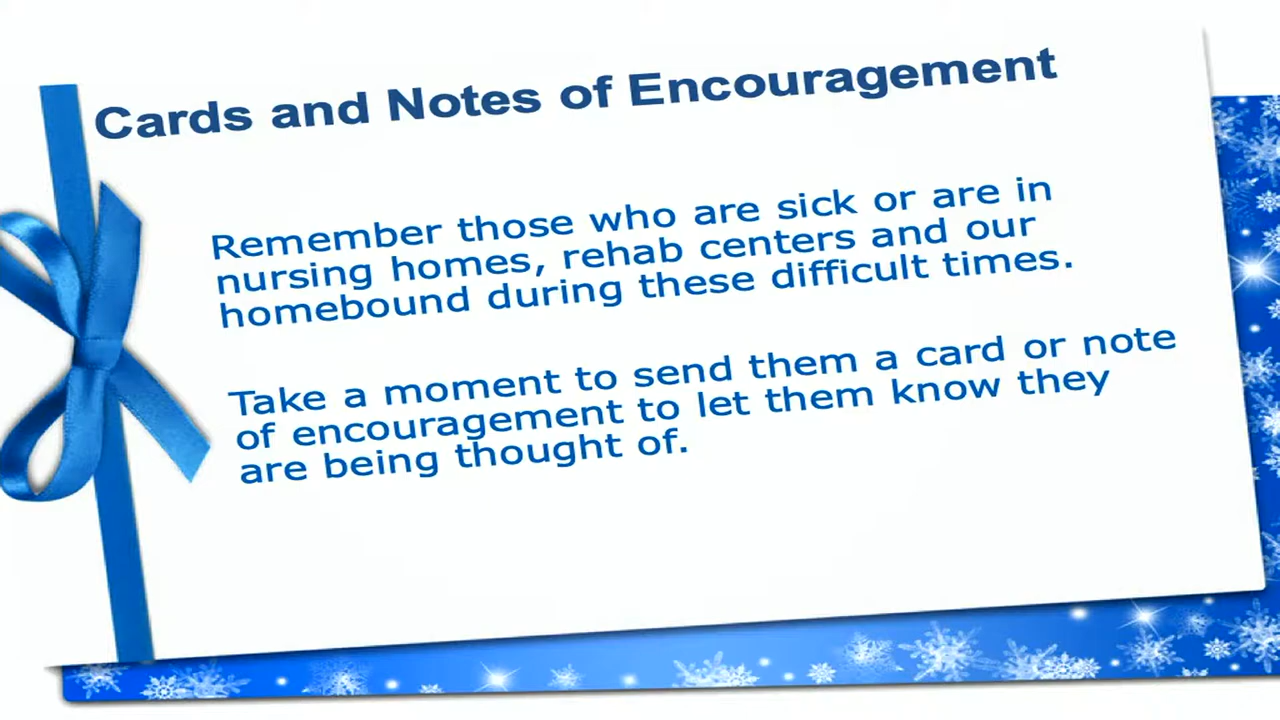 Cards and Notes of Encouragement
Remember those who are sick or are in
nursing homes, rehab centers and our
homebound during these difficult times.
Take a moment to send them a card or note
of encouragement to let them know they
are being thought of.